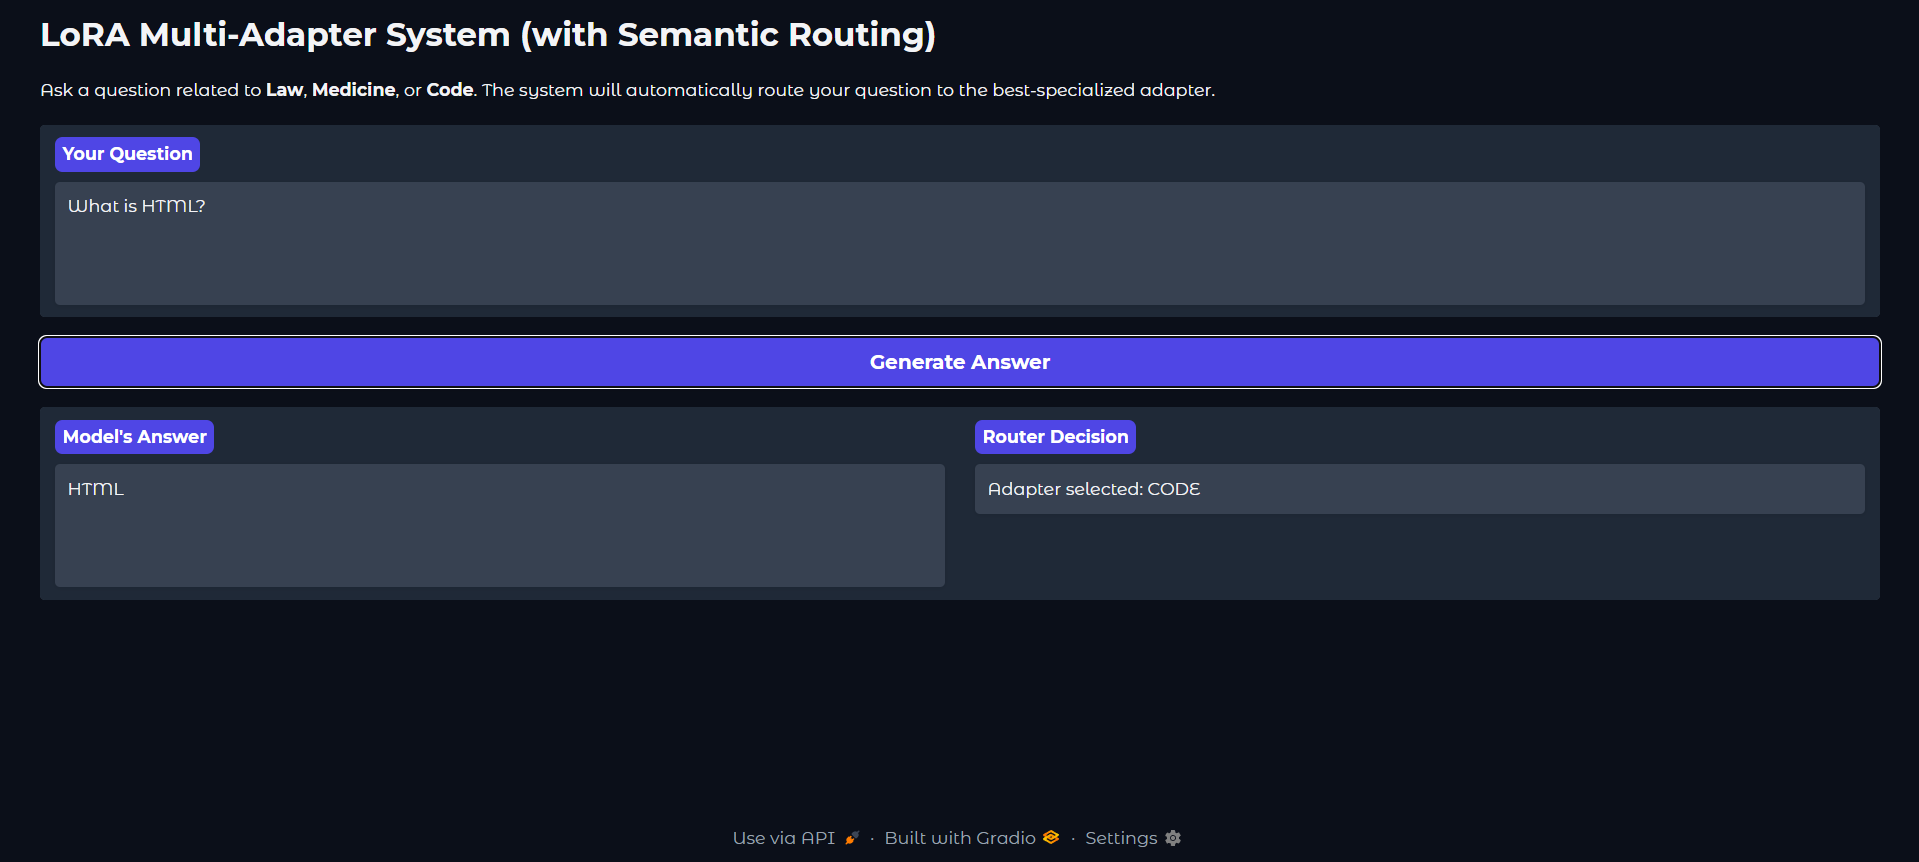 LoRA Multi-Adapter System (with Semantic Routing)
Ask a question related to Law, Medicine, or Code. The system will automatically route your question to the best-specialized adapter.
Your Question
What is HTML?
Generate Answer
Model's Answer
HTML
Router Decision
Adapter selected: CODE
Use via API · Built with Gradio · Settings